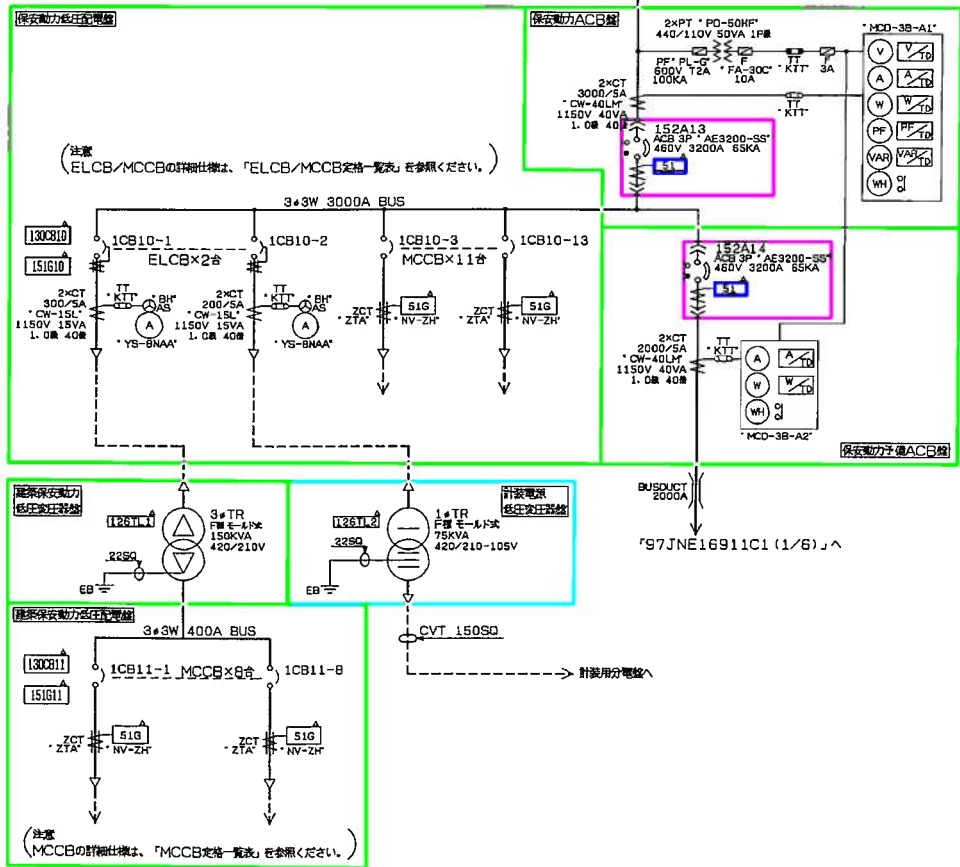 保安動力低圧配電盤
保安動力ACB盤
2×PT "PD-50HF"
440/110V 50VA 1P級
PF "PL-G"
600V T2A
100KA
F
"FA-30C"
10A
TT
"KTT"
F
3A
"MCD-3B-A1"
V V/TD
A A/TD
W W/TD
PF PF/TD
VAR VAR/TD
WH
2×CT
3000/5A
"CW-40LM"
1150V 40VA
1.0級 40倍
TT
"KTT"
152A13
ACB 3P "AE3200-SS"
460V 3200A 65KA
51
注意
ELCB/MCCBの詳細仕様は、「ELCB/MCCB定格一覧表」を参照ください。
3φ3W 3000A BUS
130CB10
151G10
1CB10-1
1CB10-2
ELCB×2台
1CB10-3
1CB10-13
MCCB×11台
2×CT
300/5A
"CW-15L"
1150V 15VA
1.0級 40倍
TT
"KTT"
"BH"
AS
A
"YS-8NAA"
2×CT
200/5A
"CW-15L"
1150V 15VA
1.0級 40倍
TT
"KTT"
"BH"
AS
A
"YS-8NAA"
ZCT
"ZTA"
51G
"NV-ZH"
ZCT
"ZTA"
51G
"NV-ZH"
152A14
ACB 3P "AE3200-SS"
460V 3200A 65KA
51
2×CT
2000/5A
"CW-40LM"
1150V 40VA
1.0級 40倍
TT
"KTT"
A A/TD
W W/TD
WH
"MCD-3B-A2"
保安動力予備ACB盤
BUSDUCT
2000A
「97JNE16911C1(1/6)」へ
建築保安動力
低圧変圧器盤
126TL1
3φTR
F種 モールド式
150KVA
420/210V
22SQ
EB
計装電源
低圧変圧器盤
126TL2
1φTR
F種 モールド式
75KVA
420/210-105V
22SQ
EB
CVT 150SQ
計装用分電盤へ
建築保安動力低圧配電盤
3φ3W 400A BUS
130CB11
151G11
1CB11-1
MCCB×8台
1CB11-8
ZCT
"ZTA"
51G
"NV-ZH"
ZCT
"ZTA"
51G
"NV-ZH"
注意
MCCBの詳細仕様は、「MCCB定格一覧表」を参照ください。